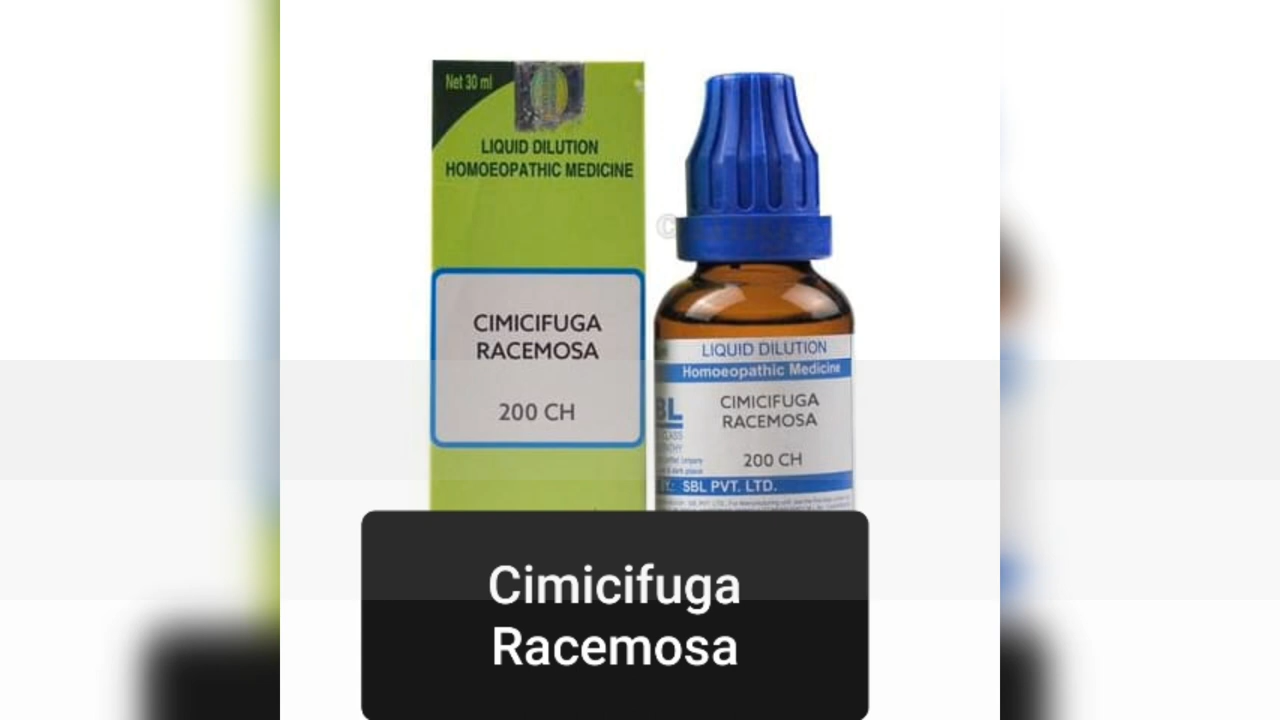 Net 30 ml
LIQUID DILUTION
HOMOEOPATHIC MEDICINE
CIMICIFUGA
RACEMOSA
200 CH
LIQUID DILUTION
Homoeopathic Medicine
BL
CIMICIFUGA
RACEMOSA
200 CH
SBL PVT. LTD.
Cimicifuga
Racemosa